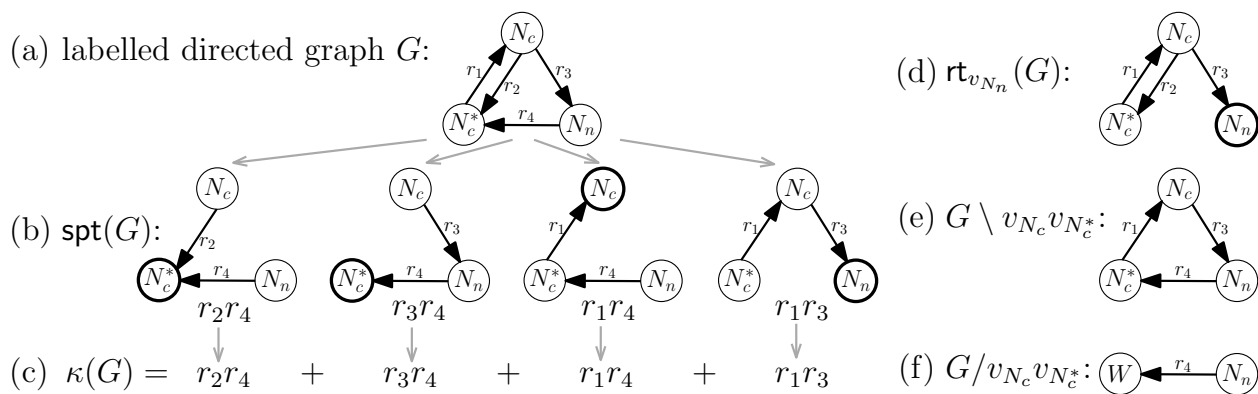 (a) labelled directed graph G:
N_c
r_1
r_2
r_3
N_c^*
r_4
N_n
(b) spt(G):
N_c
r_2
N_c^*
r_4
N_n
r_2r_4
N_c
r_3
N_c^*
r_4
N_n
r_3r_4
N_c
r_1
N_c^*
r_4
N_n
r_1r_4
N_c
r_1
r_3
N_c^*
N_n
r_1r_3
(c) κ(G) = r_2r_4 + r_3r_4 + r_1r_4 + r_1r_3
(d) rt_{v_{N_n}}(G):
N_c
r_1
r_2
r_3
N_c^*
N_n
(e) G \ v_{N_c}v_{N_c^*}:
N_c
r_1
r_3
N_c^*
r_4
N_n
(f) G/v_{N_c}v_{N_c^*}:
W
r_4
N_n